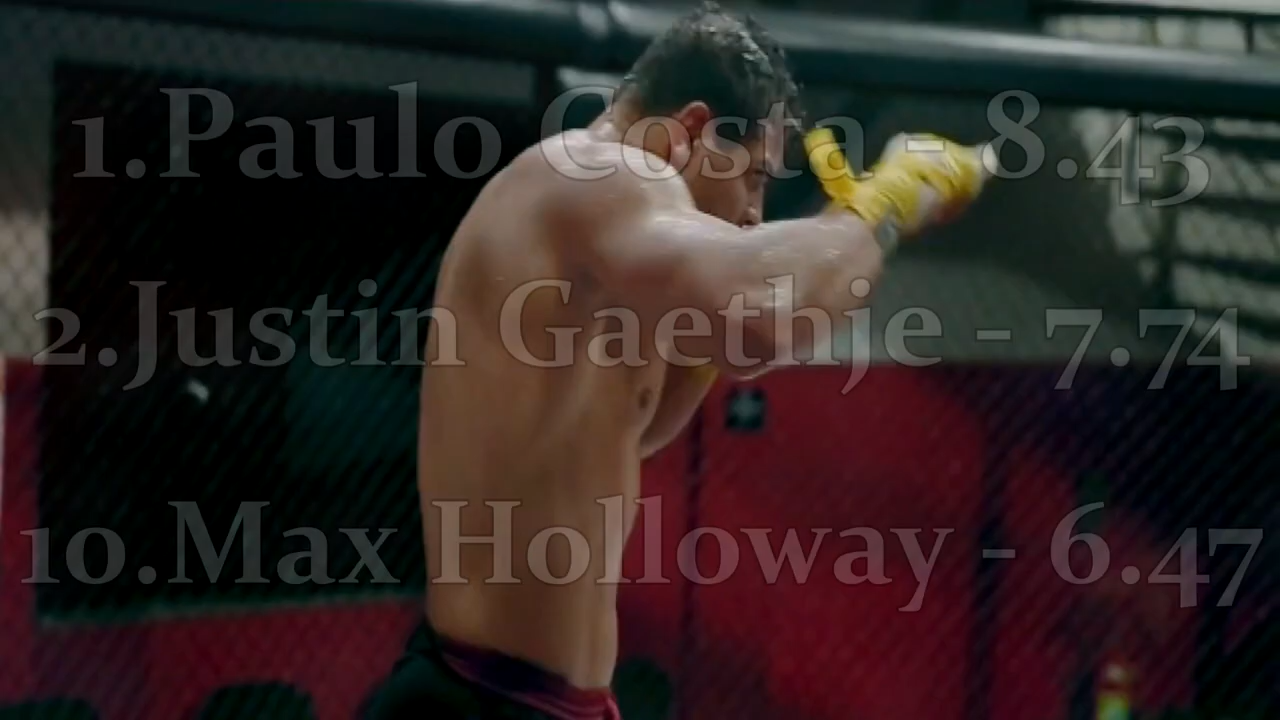 1.Paulo Costa - 8.43
2.Justin Gaethje - 7.74
10.Max Holloway - 6.47